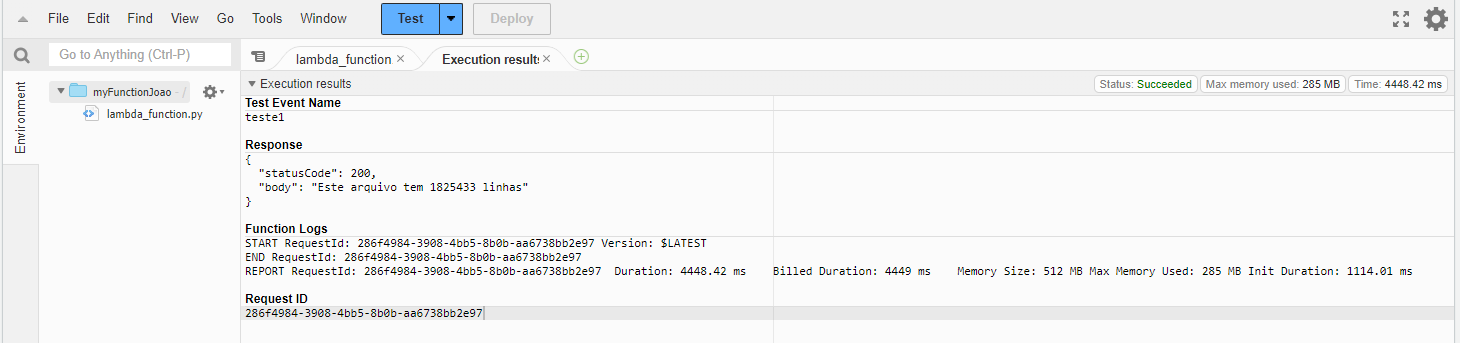 File Edit Find View Go Tools Window Test Deploy
Go to Anything (Ctrl-P) lambda_function × Execution results ×
Environment
myFunctionJoao - /
lambda_function.py
Execution results Status: Succeeded Max memory used: 285 MB Time: 4448.42 ms
Test Event Name
teste1
Response
{
"statusCode": 200,
"body": "Este arquivo tem 1825433 linhas"
}
Function Logs
START RequestId: 286f4984-3908-4bb5-8b0b-aa6738bb2e97 Version: $LATEST
END RequestId: 286f4984-3908-4bb5-8b0b-aa6738bb2e97
REPORT RequestId: 286f4984-3908-4bb5-8b0b-aa6738bb2e97 Duration: 4448.42 ms Billed Duration: 4449 ms Memory Size: 512 MB Max Memory Used: 285 MB Init Duration: 1114.01 ms
Request ID
286f4984-3908-4bb5-8b0b-aa6738bb2e97